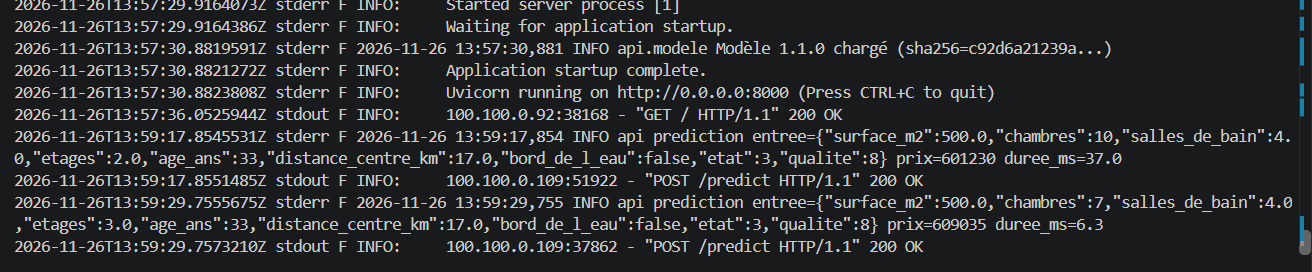 2026-11-26T13:57:29.9164073Z stderr F INFO:     Started server process [1]
2026-11-26T13:57:29.9164386Z stderr F INFO:     Waiting for application startup.
2026-11-26T13:57:30.8819591Z stderr F 2026-11-26 13:57:30,881 INFO api.modele Modèle 1.1.0 chargé (sha256=c92d6a21239a...)
2026-11-26T13:57:30.8821272Z stderr F INFO:     Application startup complete.
2026-11-26T13:57:30.8823808Z stderr F INFO:     Uvicorn running on http://0.0.0.0:8000 (Press CTRL+C to quit)
2026-11-26T13:57:36.0525944Z stdout F INFO:     100.100.0.92:38168 - "GET / HTTP/1.1" 200 OK
2026-11-26T13:59:17.8545531Z stderr F 2026-11-26 13:59:17,854 INFO api prediction entree={"surface_m2":500.0,"chambres":10,"salles_de_bain":4.
0,"etages":2.0,"age_ans":33,"distance_centre_km":17.0,"bord_de_l_eau":false,"etat":3,"qualite":8} prix=601230 duree_ms=37.0
2026-11-26T13:59:17.8551485Z stdout F INFO:     100.100.0.109:51922 - "POST /predict HTTP/1.1" 200 OK
2026-11-26T13:59:29.7555675Z stderr F 2026-11-26 13:59:29,755 INFO api prediction entree={"surface_m2":500.0,"chambres":7,"salles_de_bain":4.0
,"etages":3.0,"age_ans":33,"distance_centre_km":17.0,"bord_de_l_eau":false,"etat":3,"qualite":8} prix=609035 duree_ms=6.3
2026-11-26T13:59:29.7573210Z stdout F INFO:     100.100.0.109:37862 - "POST /predict HTTP/1.1" 200 OK